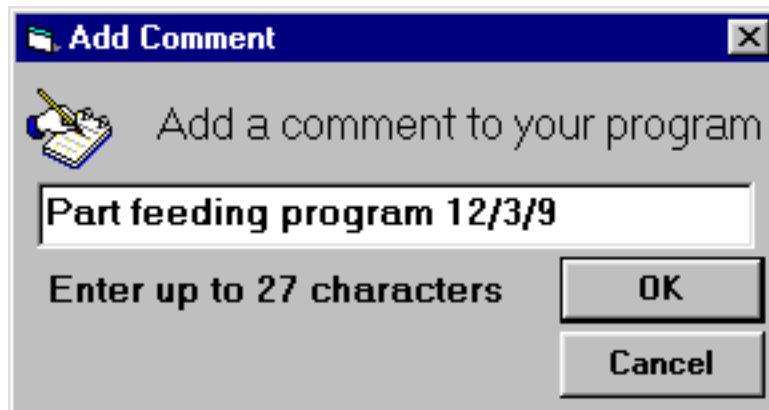 Add Comment
Add a comment to your program
Part feeding program 12/3/9
Enter up to 27 characters
OK
Cancel